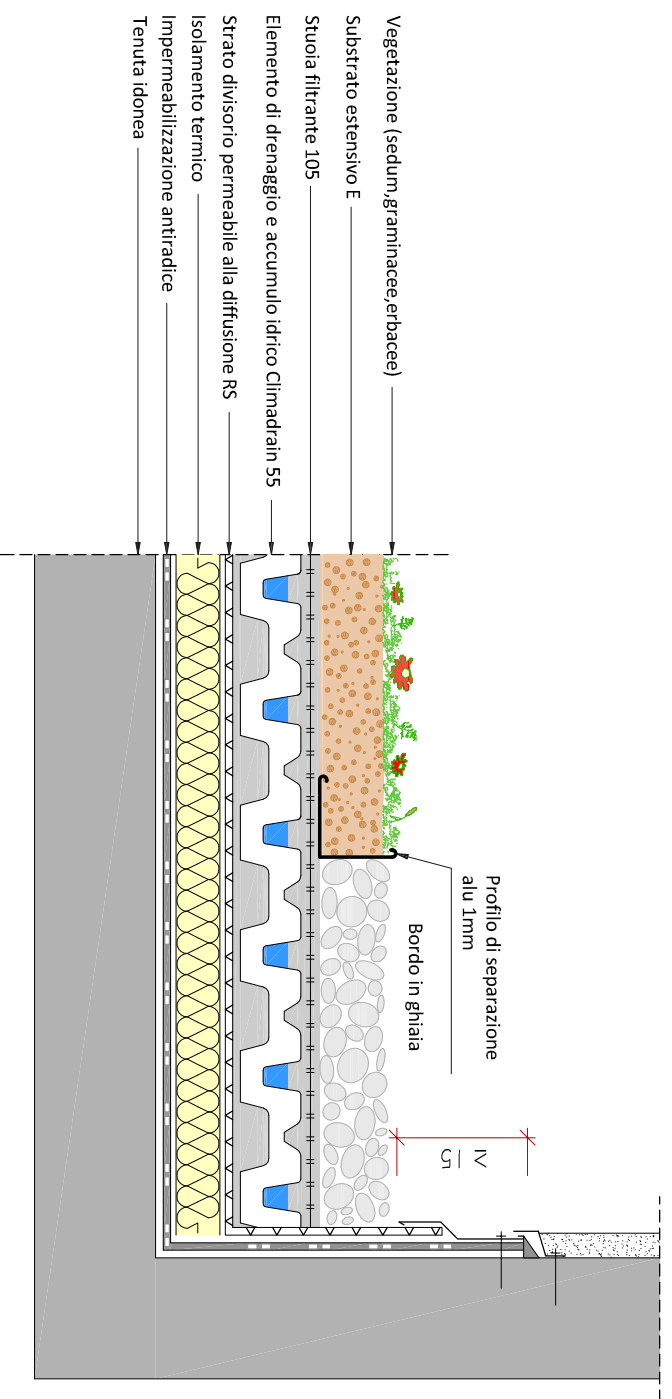 Vegetazione (sedum,graminacee,erbacee)
Substrato estensivo E
Stuoia filtrante 105
Elemento di drenaggio e accumulo idrico Climadrain 55
Strato divisorio permeabile alla diffusione RS
Isolamento termico
Impermeabilizzazione antiradice
Tenuta idonea
Profilo di separazione
alu 1mm
Bordo in ghiaia
≥ 15